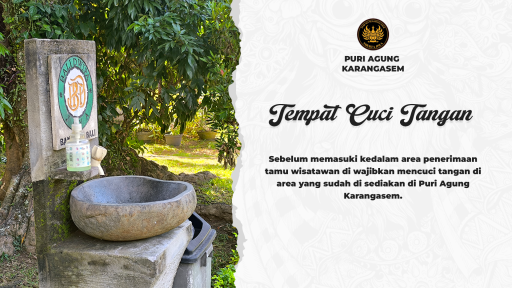 PURI AGUNG
KARANGASEM
Tempat Cuci Tangan
Sebelum memasuki kedalam area penerimaan
tamu wisatawan di wajibkan mencuci tangan di
area yang sudah di sediakan di Puri Agung
Karangasem.